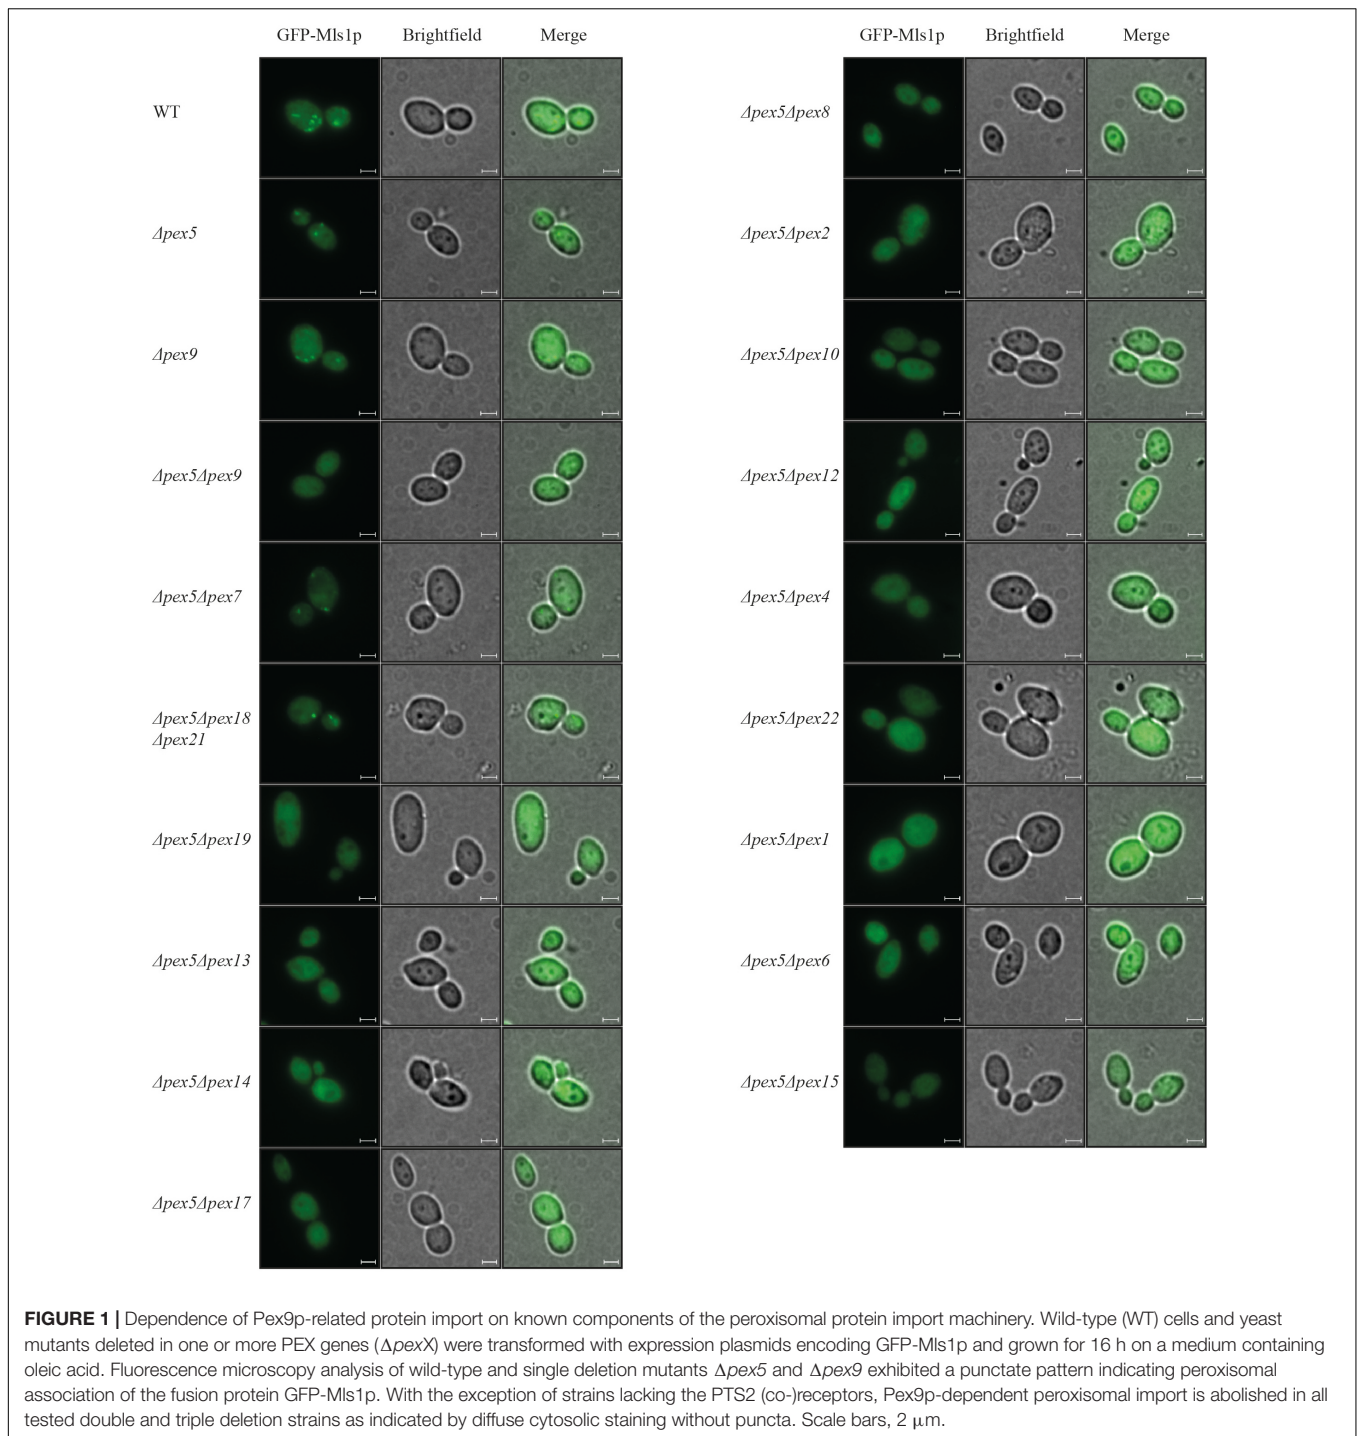 GFP-Mls1p Brightfield Merge
WT
Δpex5
Δpex9
Δpex5Δpex9
Δpex5Δpex7
Δpex5Δpex18
Δpex21
Δpex5Δpex19
Δpex5Δpex13
Δpex5Δpex14
Δpex5Δpex17
GFP-Mls1p Brightfield Merge
Δpex5Δpex8
Δpex5Δpex2
Δpex5Δpex10
Δpex5Δpex12
Δpex5Δpex4
Δpex5Δpex22
Δpex5Δpex1
Δpex5Δpex6
Δpex5Δpex15
FIGURE 1 | Dependence of Pex9p-related protein import on known components of the peroxisomal protein import machinery. Wild-type (WT) cells and yeast
mutants deleted in one or more PEX genes (ΔpexX) were transformed with expression plasmids encoding GFP-Mls1p and grown for 16 h on a medium containing
oleic acid. Fluorescence microscopy analysis of wild-type and single deletion mutants Δpex5 and Δpex9 exhibited a punctate pattern indicating peroxisomal
association of the fusion protein GFP-Mls1p. With the exception of strains lacking the PTS2 (co-)receptors, Pex9p-dependent peroxisomal import is abolished in all
tested double and triple deletion strains as indicated by diffuse cytosolic staining without puncta. Scale bars, 2 μm.